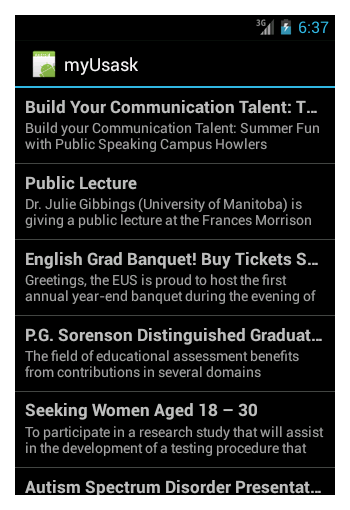 3G 6:37
myUsask
Build Your Communication Talent: T...
Build your Communication Talent: Summer Fun
with Public Speaking Campus Howlers
Public Lecture
Dr. Julie Gibbings (University of Manitoba) is
giving a public lecture at the Frances Morrison
English Grad Banquet! Buy Tickets S...
Greetings, the EUS is proud to host the first
annual year-end banquet during the evening of
P.G. Sorenson Distinguished Graduat...
The field of educational assessment benefits
from contributions in several domains
Seeking Women Aged 18 – 30
To participate in a research study that will assist
in the development of a testing procedure that
Autism Spectrum Disorder Presentat...